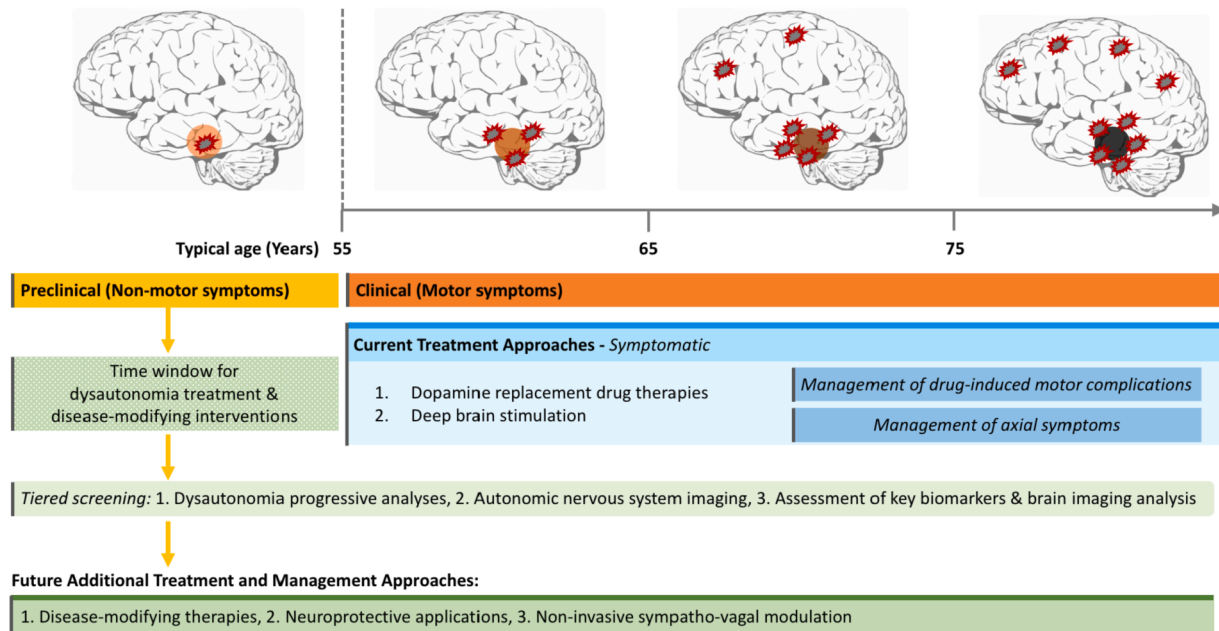 Typical age (Years)
55
65
75
Preclinical (Non-motor symptoms)
Clinical (Motor symptoms)
Time window for
dysautonomia treatment &
disease-modifying interventions
Current Treatment Approaches - Symptomatic
1. Dopamine replacement drug therapies
2. Deep brain stimulation
Management of drug-induced motor complications
Management of axial symptoms
Tiered screening: 1. Dysautonomia progressive analyses, 2. Autonomic nervous system imaging, 3. Assessment of key biomarkers & brain imaging analysis
Future Additional Treatment and Management Approaches:
1. Disease-modifying therapies, 2. Neuroprotective applications, 3. Non-invasive sympatho-vagal modulation